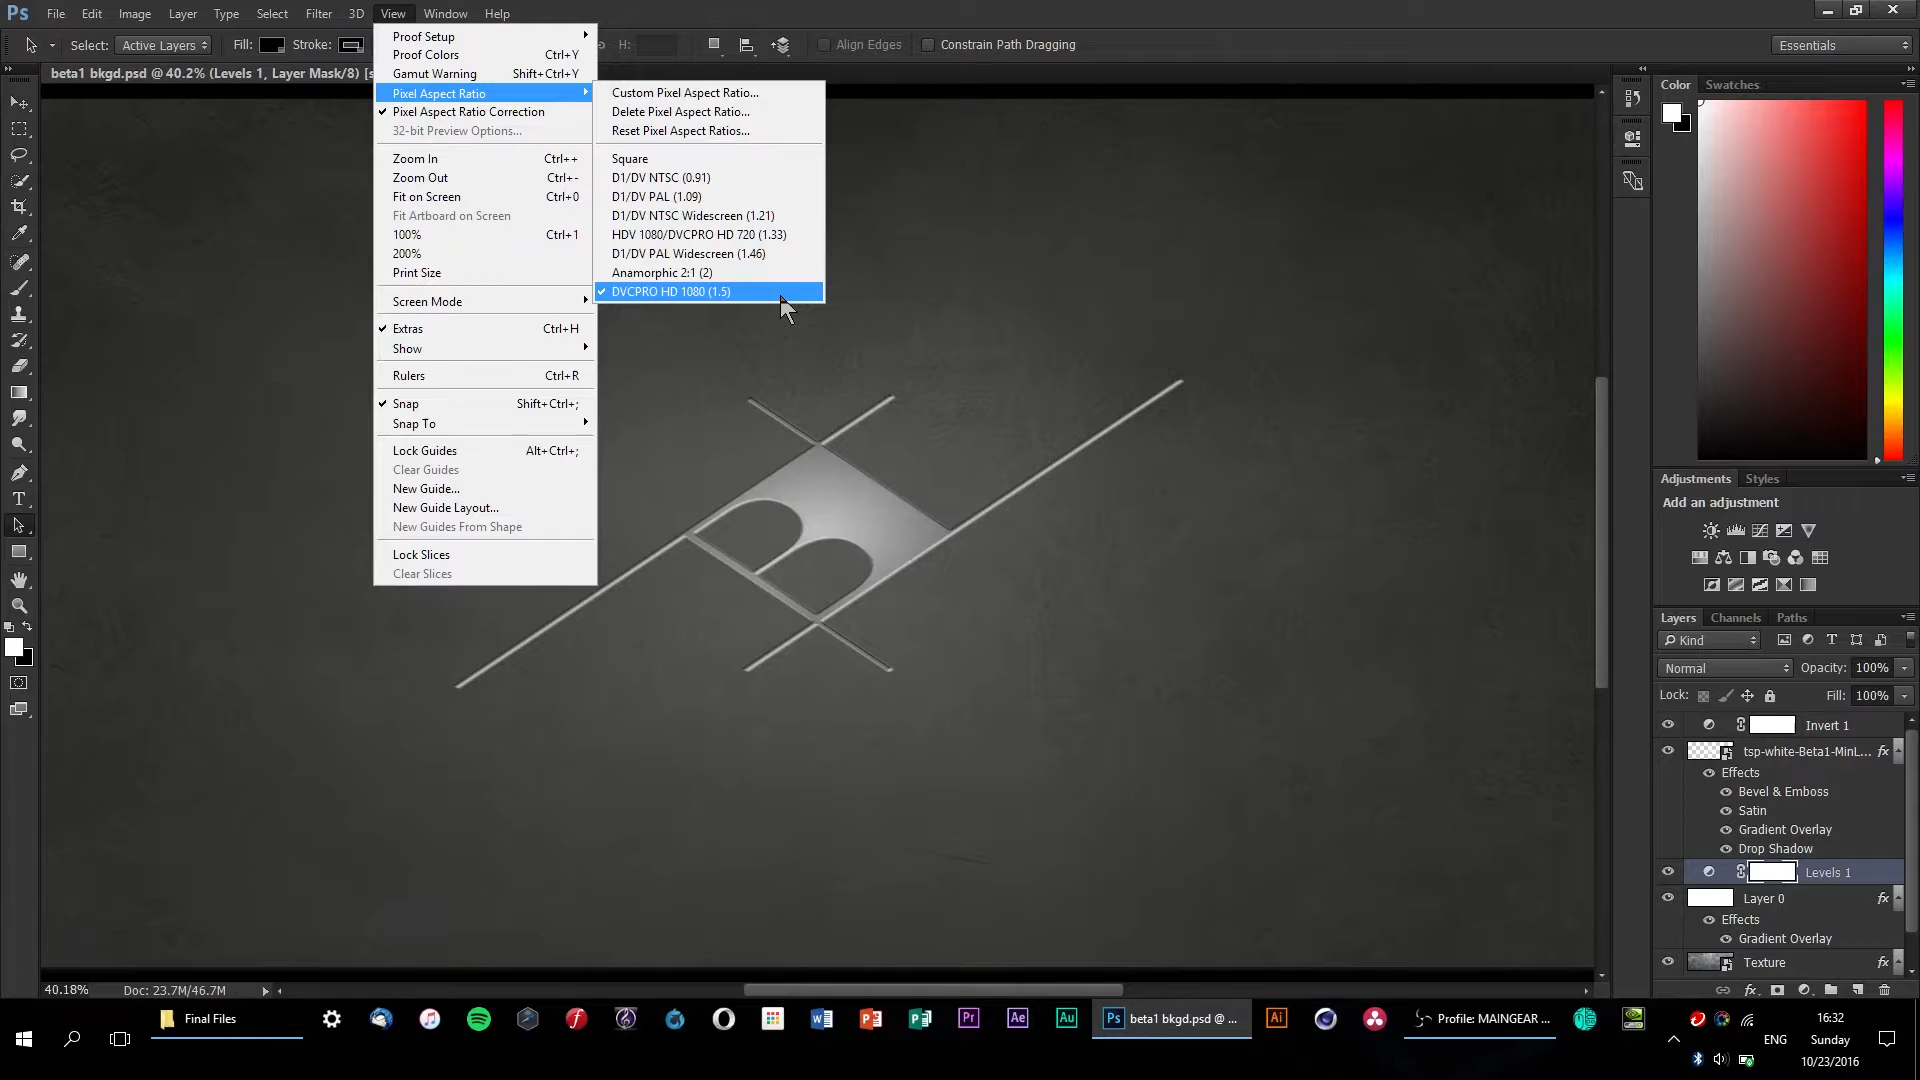 Ps File Edit Image Layer Type Select Filter 3D View Window Help
Select: Active Layers Fill: Stroke: H: Align Edges Constrain Path Dragging Essentials
beta1 bkgd.psd @ 40.2% (Levels 1, Layer Mask/8) [s
Proof Setup
Proof Colors Ctrl+Y
Gamut Warning Shift+Ctrl+Y
Pixel Aspect Ratio
Pixel Aspect Ratio Correction
32-bit Preview Options...
Zoom In Ctrl++
Zoom Out Ctrl+-
Fit on Screen Ctrl+0
Fit Artboard on Screen
100% Ctrl+1
200%
Print Size
Screen Mode
Extras Ctrl+H
Show
Rulers Ctrl+R
Snap Shift+Ctrl+;
Snap To
Lock Guides Alt+Ctrl+;
Clear Guides
New Guide...
New Guide Layout...
New Guides From Shape
Lock Slices
Clear Slices
Custom Pixel Aspect Ratio...
Delete Pixel Aspect Ratio...
Reset Pixel Aspect Ratios...
Square
D1/DV NTSC (0.91)
D1/DV PAL (1.09)
D1/DV NTSC Widescreen (1.21)
HDV 1080/DVCPRO HD 720 (1.33)
D1/DV PAL Widescreen (1.46)
Anamorphic 2:1 (2)
DVCPRO HD 1080 (1.5)
B
Color Swatches
Adjustments Styles
Add an adjustment
Layers Channels Paths
Kind T
Normal Opacity: 100%
Lock: Fill: 100%
Invert 1
tsp-white-Beta1-MinL... fx
Effects
Bevel & Emboss
Satin
Gradient Overlay
Drop Shadow
Levels 1
Layer 0 fx
Effects
Gradient Overlay
Texture fx
fx
40.18% Doc: 23.7M/46.7M
Final Files Pr Ae Au Ps beta1 bkgd.psd @ ... Ai Profile: MAINGEAR ...
ENG
16:32
Sunday
10/23/2016